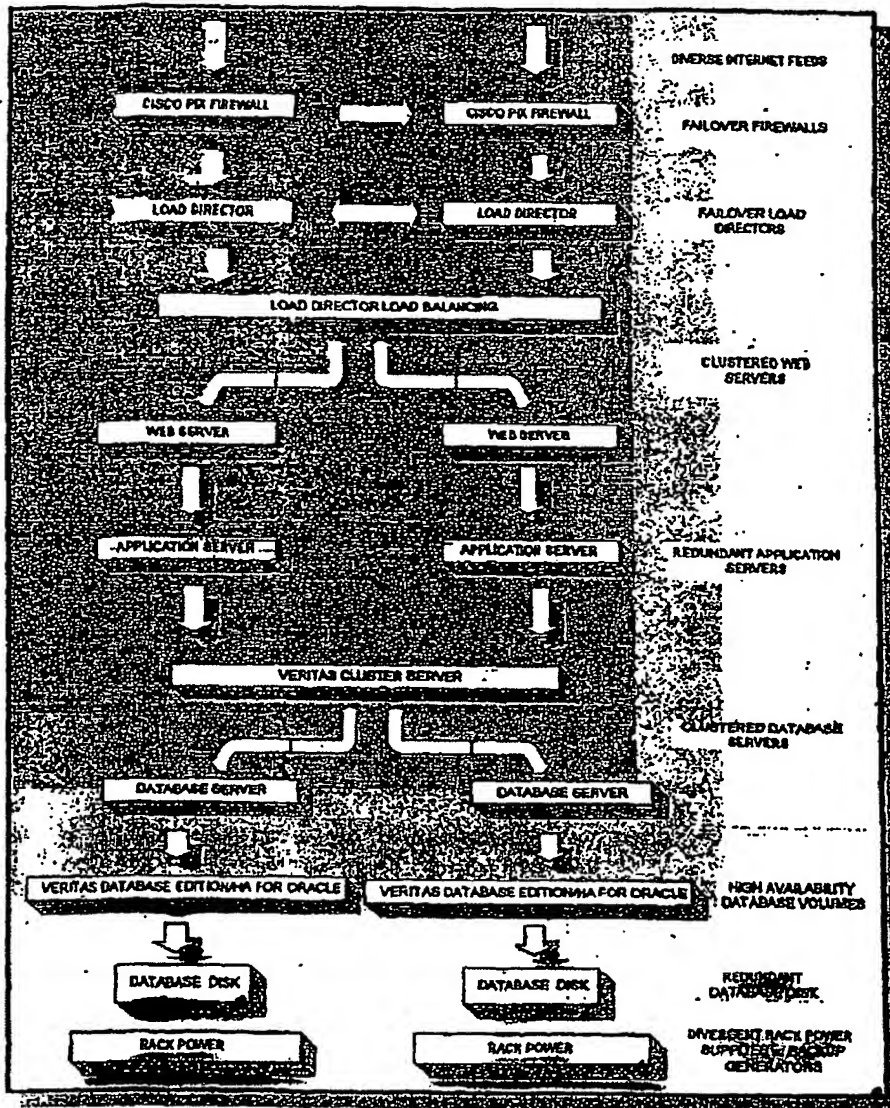 DIVERSE INTERNET FEEDS
CISCO PIX FIREWALL
CISCO PIX FIREWALL
FAILOVER FIREWALLS
LOAD DIRECTOR
LOAD DIRECTOR
FAILOVER LOAD
DIRECTORS
LOAD DIRECTOR LOAD BALANCING
CLUSTERED WEB
SERVERS
WEB SERVER
WEB SERVER
APPLICATION SERVER
APPLICATION SERVER
REDUNDANT APPLICATION
SERVERS
VERITAS CLUSTER SERVER
CLUSTERED DATABASE
SERVERS
DATABASE SERVER
DATABASE SERVER
VERITAS DATABASE EDITION/HA FOR ORACLE
VERITAS DATABASE EDITION/HA FOR ORACLE
HIGH AVAILABILITY
DATABASE VOLUMES
DATABASE DISK
DATABASE DISK
REDUNDANT
DATABASE DISK
RACK POWER
RACK POWER
DIVERGENT RACK POWER
BACKUP
GENERATORS